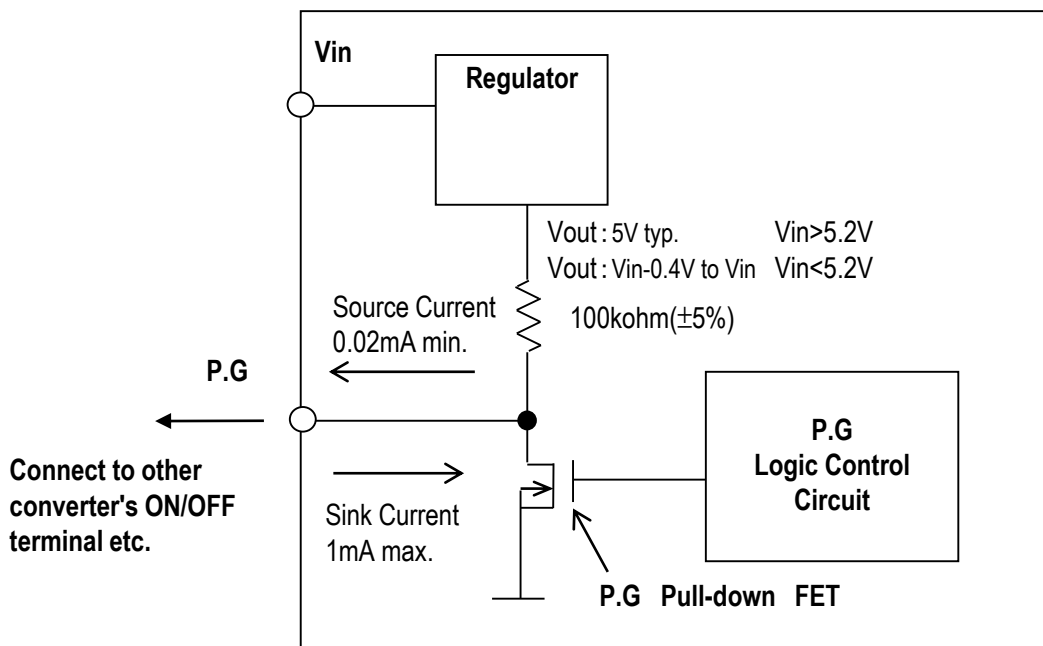 Vin
Regulator
Vout : 5V typ. Vin>5.2V
Vout : Vin-0.4V to Vin Vin<5.2V
100kohm(±5%)
Source Current
0.02mA min.
P.G
Connect to other
converter's ON/OFF
terminal etc.
Sink Current
1mA max.
P.G
Logic Control
Circuit
P.G Pull-down FET